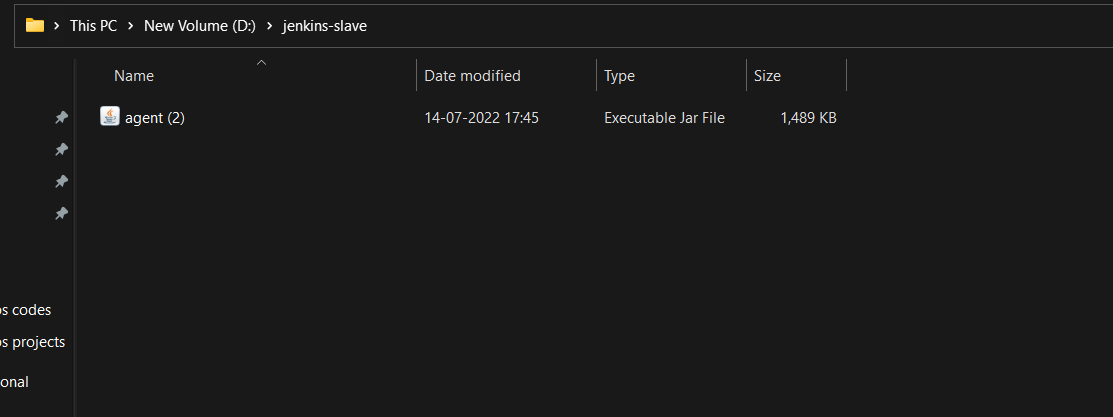 This PC > New Volume (D:) > jenkins-slave
Name Date modified Type Size
agent (2) 14-07-2022 17:45 Executable Jar File 1,489 KB
os codes
os projects
onal